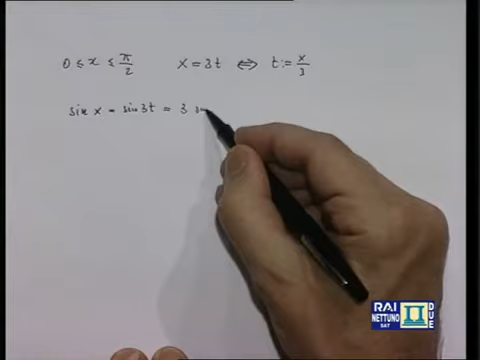 0 ≤ x ≤ π/2   x = 3t ⇔ t := x/3
sin x = sin 3t = 3 s
RAI
NETTUNO
SAT
DUE